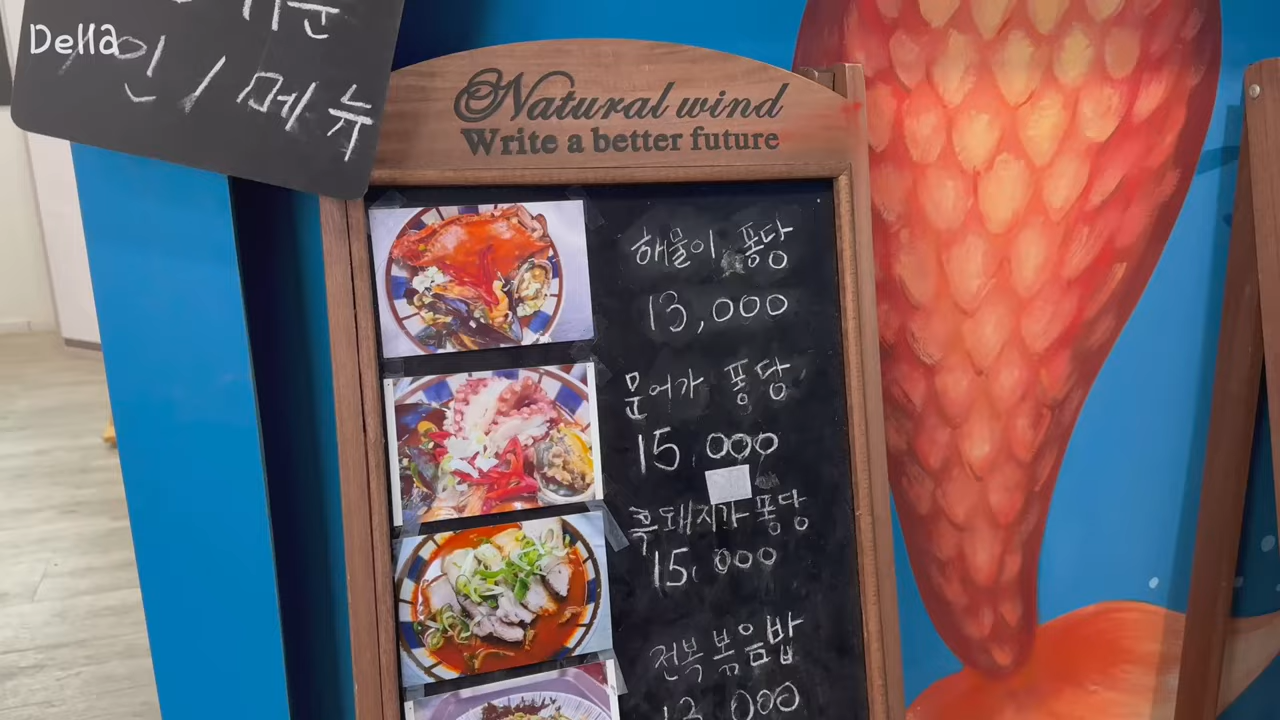 Della
인 / 메뉴
Natural wind
Write a better future
해물이 퐁당
13,000
문어가 퐁당
15 000
흑돼지가 퐁당
15,000
전복볶음밥
13 000